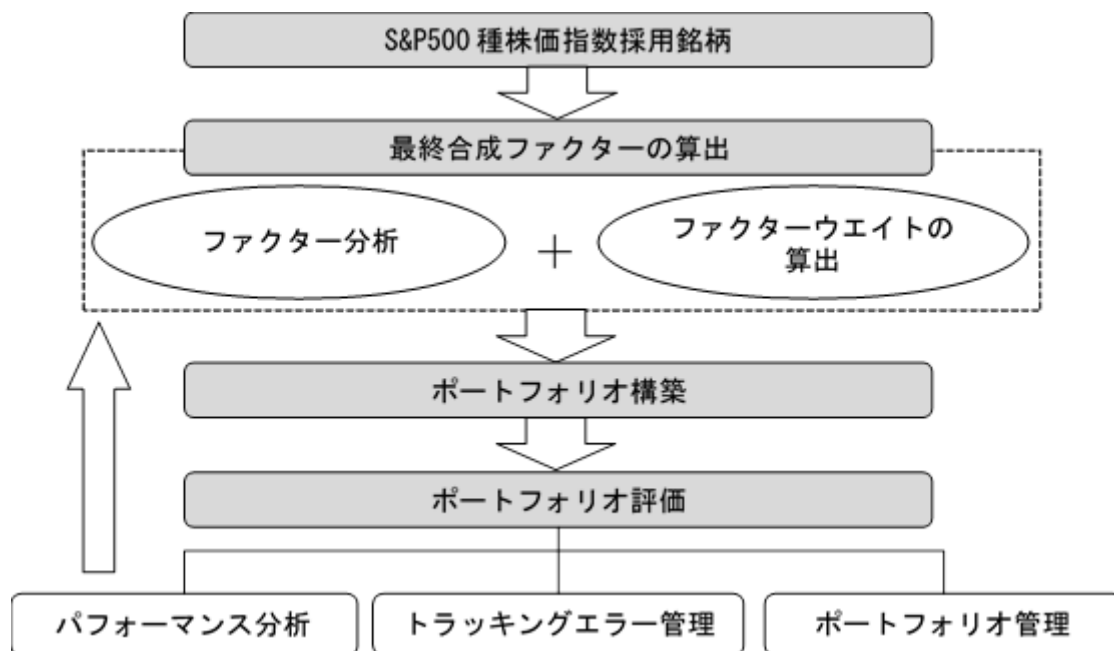 S&P500 種株価指数採用銘柄
最終合成ファクターの算出
ファクター分析
＋
ファクターウエイトの
算出
ポートフォリオ構築
ポートフォリオ評価
パフォーマンス分析
トラッキングエラー管理
ポートフォリオ管理